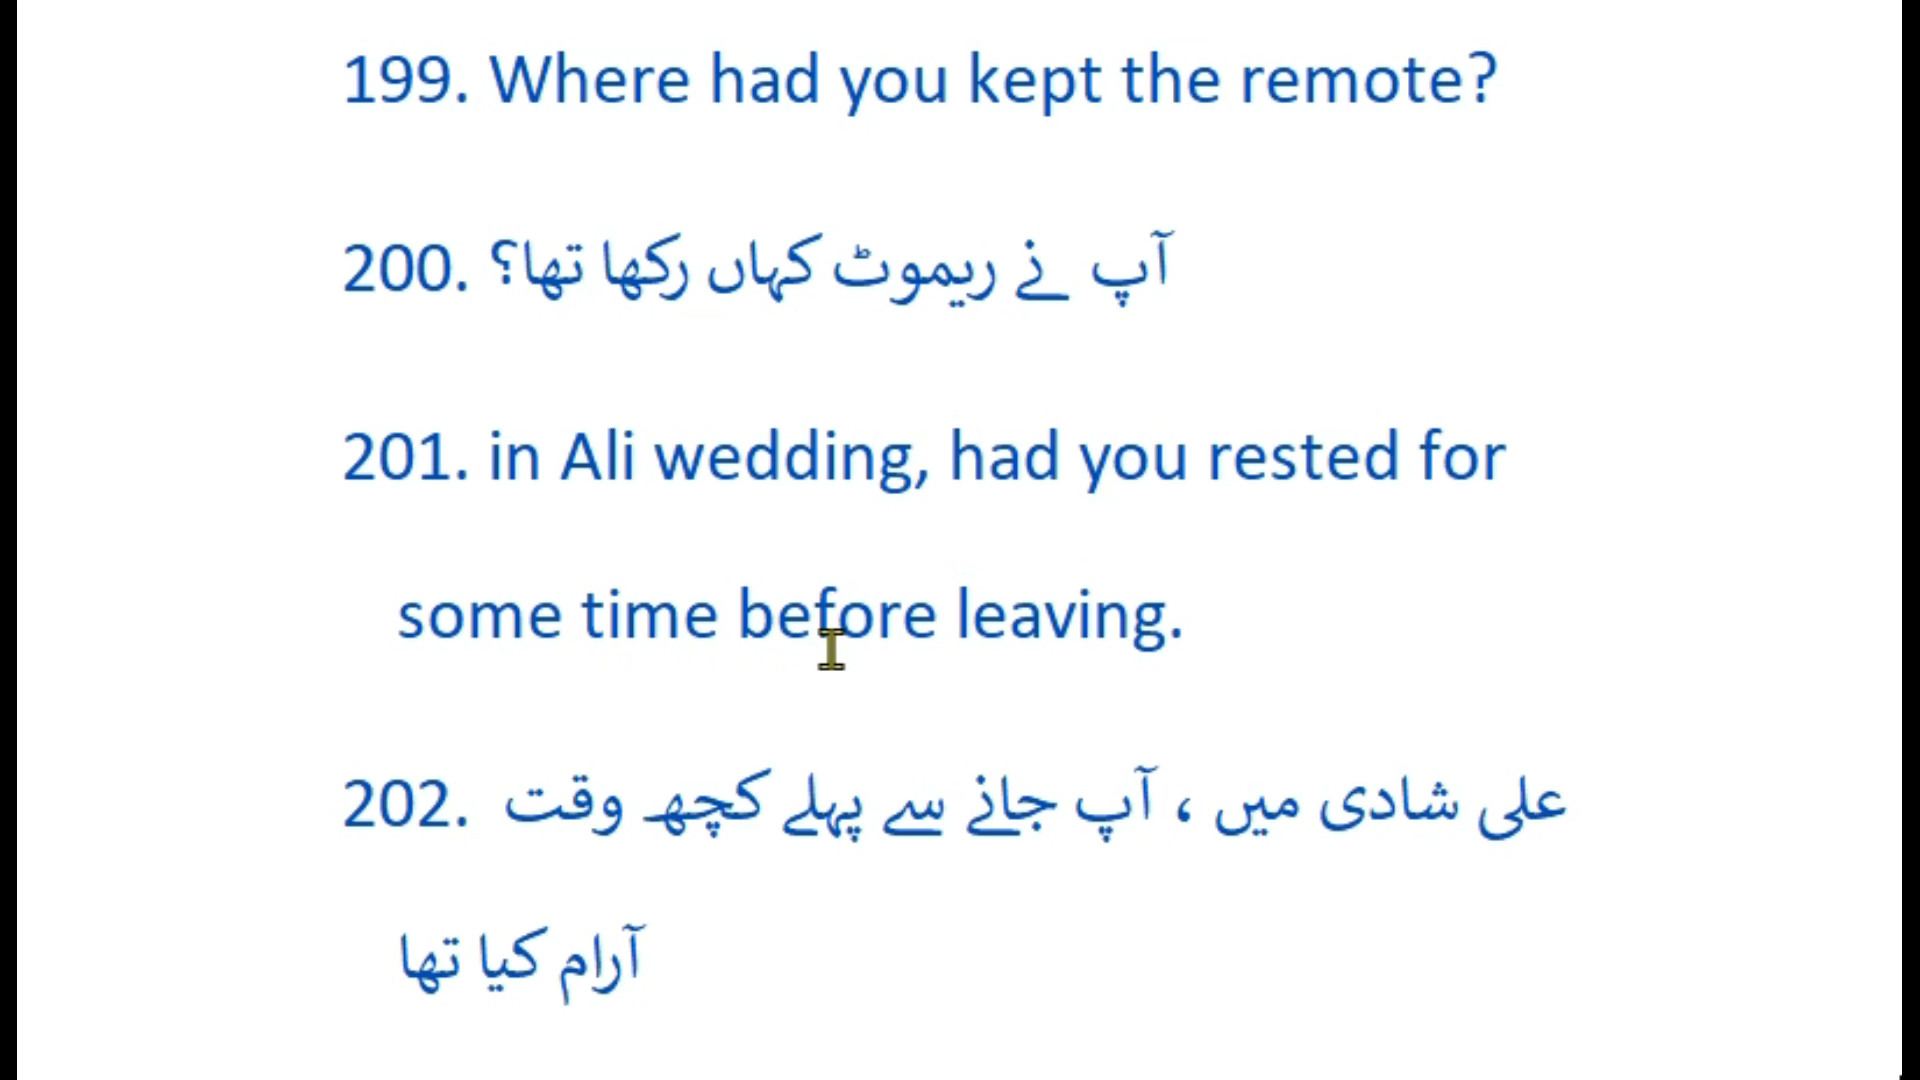 199. Where had you kept the remote?
200. آپ نے ریموٹ کہاں رکھا تھا؟
201. in Ali wedding, had you rested for
some time before leaving.
202. علی شادی میں ، آپ جانے سے پہلے کچھ وقت
آرام کیا تھا